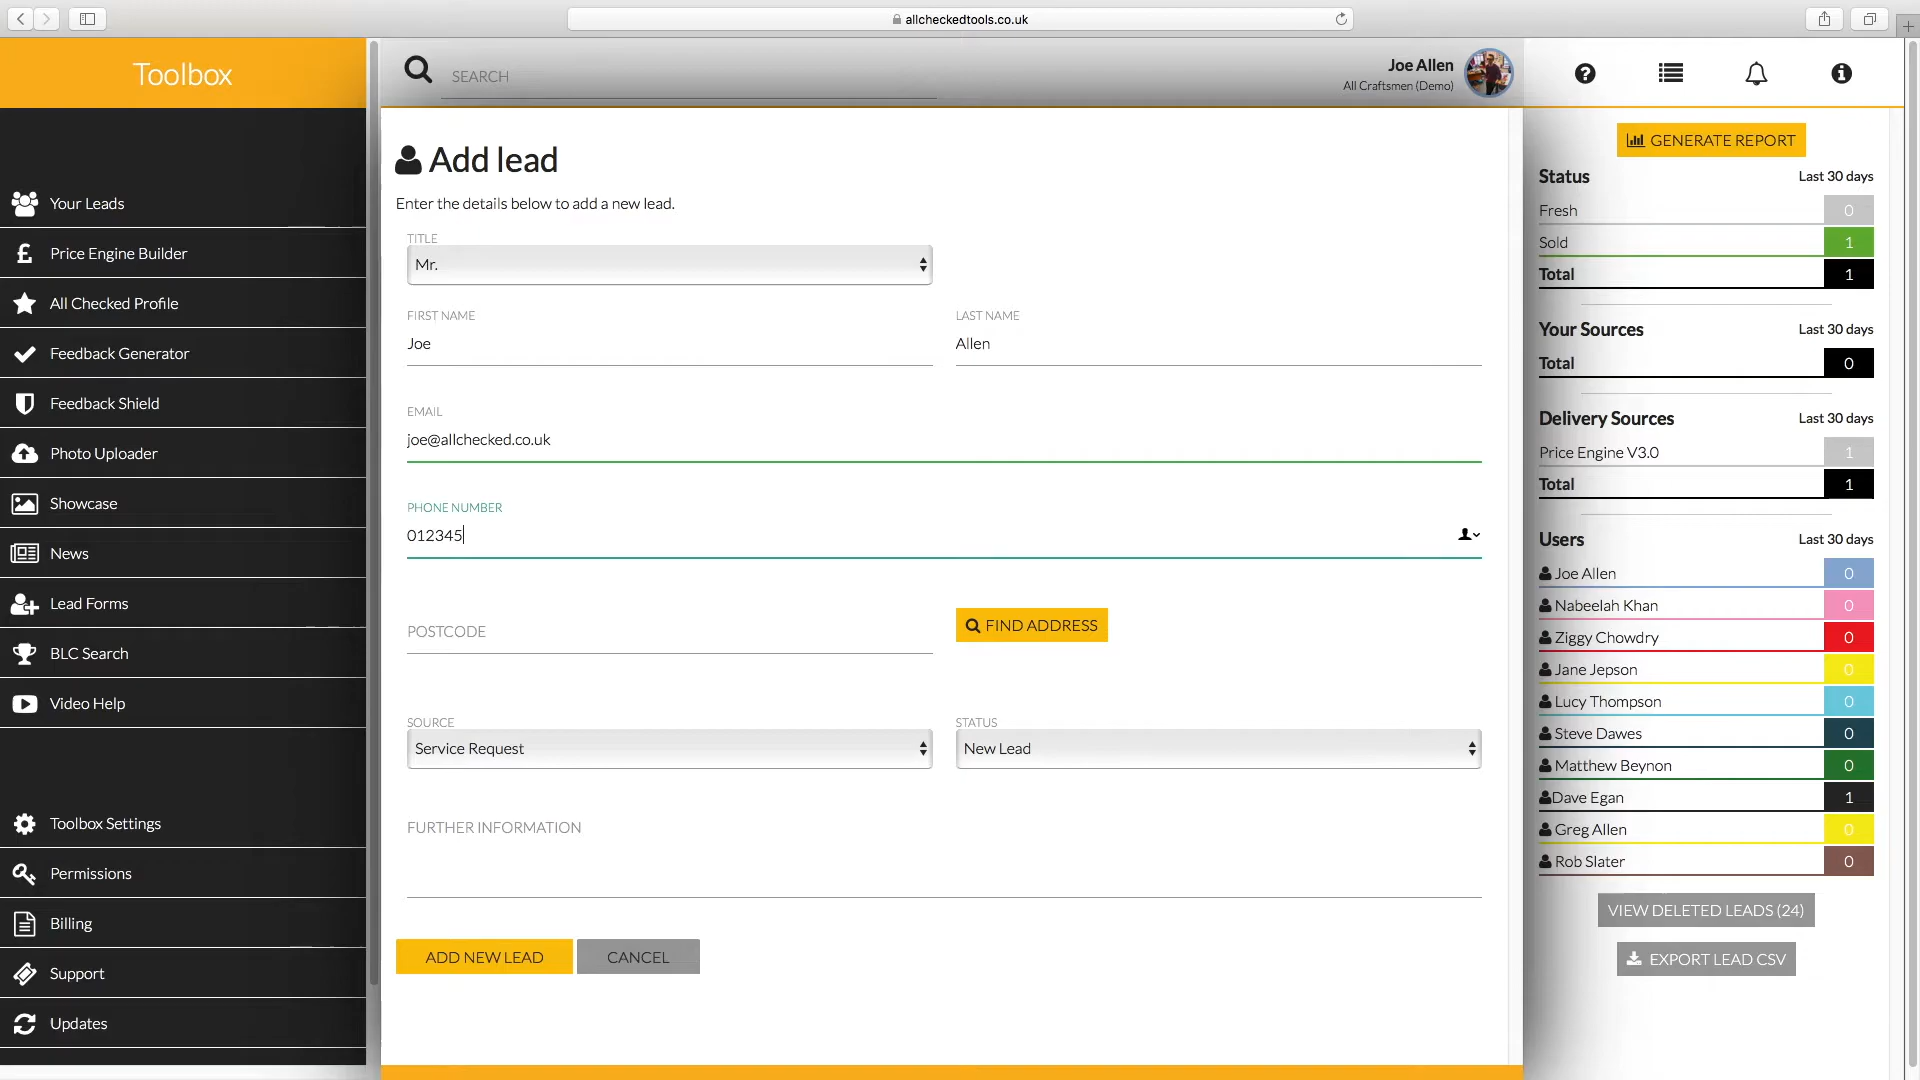 allcheckedtools.co.uk
Toolbox
Your Leads
Price Engine Builder
All Checked Profile
Feedback Generator
Feedback Shield
Photo Uploader
Showcase
News
Lead Forms
BLC Search
Video Help
Toolbox Settings
Permissions
Billing
Support
Updates
SEARCH
Joe Allen
All Craftsmen (Demo)
Add lead
Enter the details below to add a new lead.
TITLE
Mr.
FIRST NAME
Joe
LAST NAME
Allen
EMAIL
joe@allchecked.co.uk
PHONE NUMBER
012345
POSTCODE
FIND ADDRESS
SOURCE
Service Request
STATUS
New Lead
FURTHER INFORMATION
ADD NEW LEAD
CANCEL
GENERATE REPORT
Status Last 30 days
Fresh 0
Sold 1
Total 1
Your Sources Last 30 days
Total 0
Delivery Sources Last 30 days
Price Engine V3.0 1
Total 1
Users Last 30 days
Joe Allen 0
Nabeelah Khan 0
Ziggy Chowdry 0
Jane Jepson 0
Lucy Thompson 0
Steve Dawes 0
Matthew Beynon 0
Dave Egan 1
Greg Allen 0
Rob Slater 0
VIEW DELETED LEADS (24)
EXPORT LEAD CSV